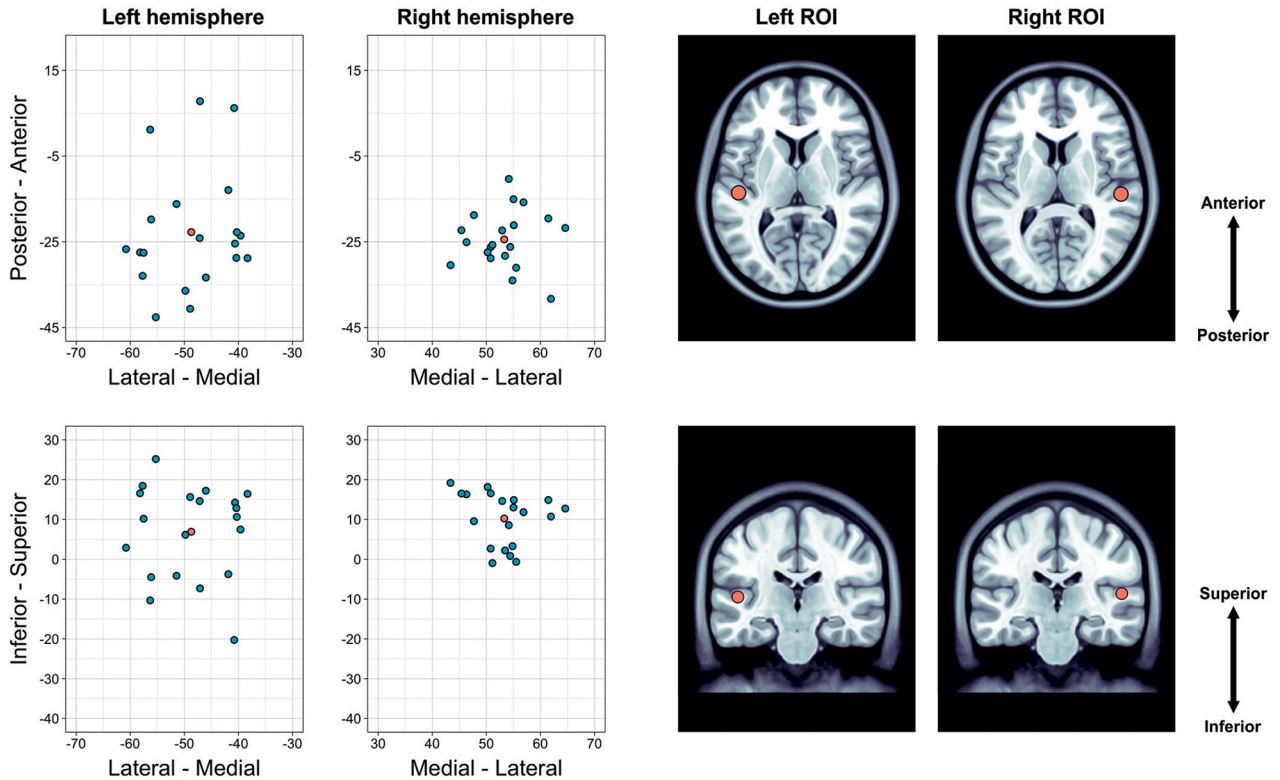 Left hemisphere
Right hemisphere
Left ROI
Right ROI
Posterior - Anterior
15
-5
-25
-45
-70 -60 -50 -40 -30
Lateral - Medial
15
-5
-25
-45
30 40 50 60 70
Medial - Lateral
Anterior
Posterior
Inferior - Superior
30
20
10
0
-10
-20
-30
-40
-70 -60 -50 -40 -30
Lateral - Medial
30
20
10
0
-10
-20
-30
-40
30 40 50 60 70
Medial - Lateral
Superior
Inferior